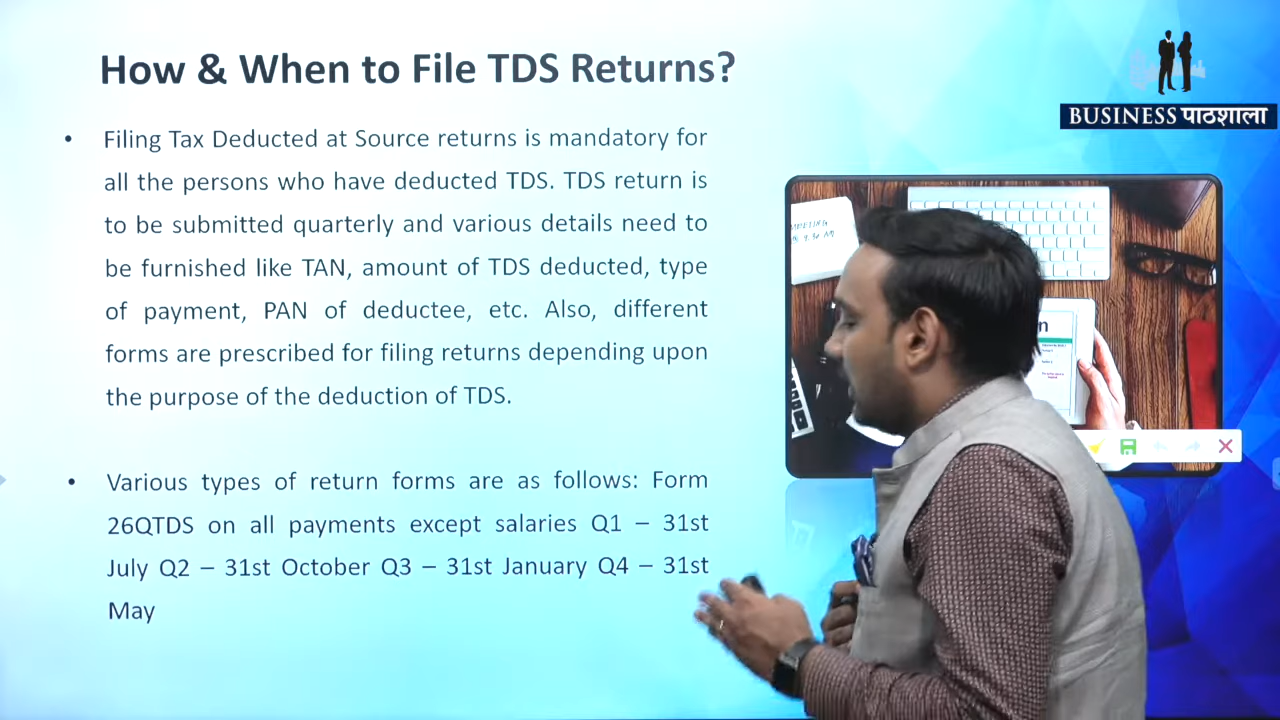 How & When to File TDS Returns?
BUSINESS पाठशाला
• Filing Tax Deducted at Source returns is mandatory for
all the persons who have deducted TDS. TDS return is
to be submitted quarterly and various details need to
be furnished like TAN, amount of TDS deducted, type
of payment, PAN of deductee, etc. Also, different
forms are prescribed for filing returns depending upon
the purpose of the deduction of TDS.
• Various types of return forms are as follows: Form
26QTDS on all payments except salaries Q1 – 31st
July Q2 – 31st October Q3 – 31st January Q4 – 31st
May
MEETING